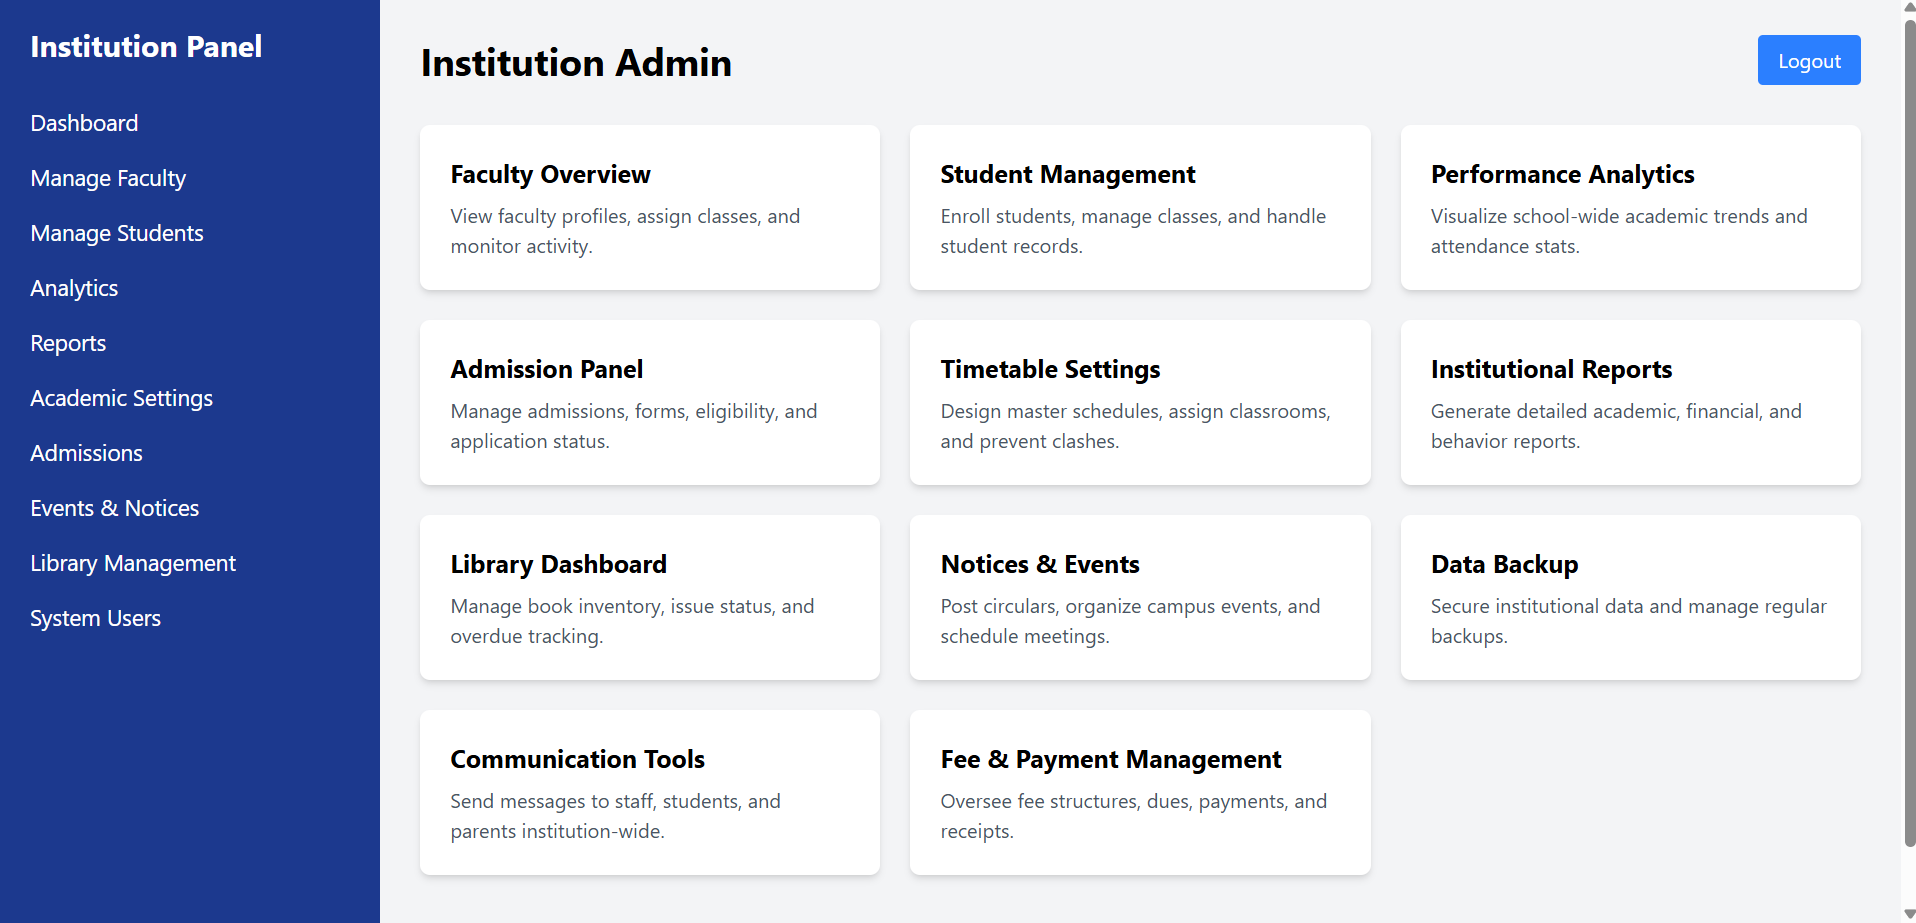 Institution Panel
Dashboard
Manage Faculty
Manage Students
Analytics
Reports
Academic Settings
Admissions
Events & Notices
Library Management
System Users
Institution Admin
Logout
Faculty Overview
View faculty profiles, assign classes, and
monitor activity.
Student Management
Enroll students, manage classes, and handle
student records.
Performance Analytics
Visualize school-wide academic trends and
attendance stats.
Admission Panel
Manage admissions, forms, eligibility, and
application status.
Timetable Settings
Design master schedules, assign classrooms,
and prevent clashes.
Institutional Reports
Generate detailed academic, financial, and
behavior reports.
Library Dashboard
Manage book inventory, issue status, and
overdue tracking.
Notices & Events
Post circulars, organize campus events, and
schedule meetings.
Data Backup
Secure institutional data and manage regular
backups.
Communication Tools
Send messages to staff, students, and
parents institution-wide.
Fee & Payment Management
Oversee fee structures, dues, payments, and
receipts.